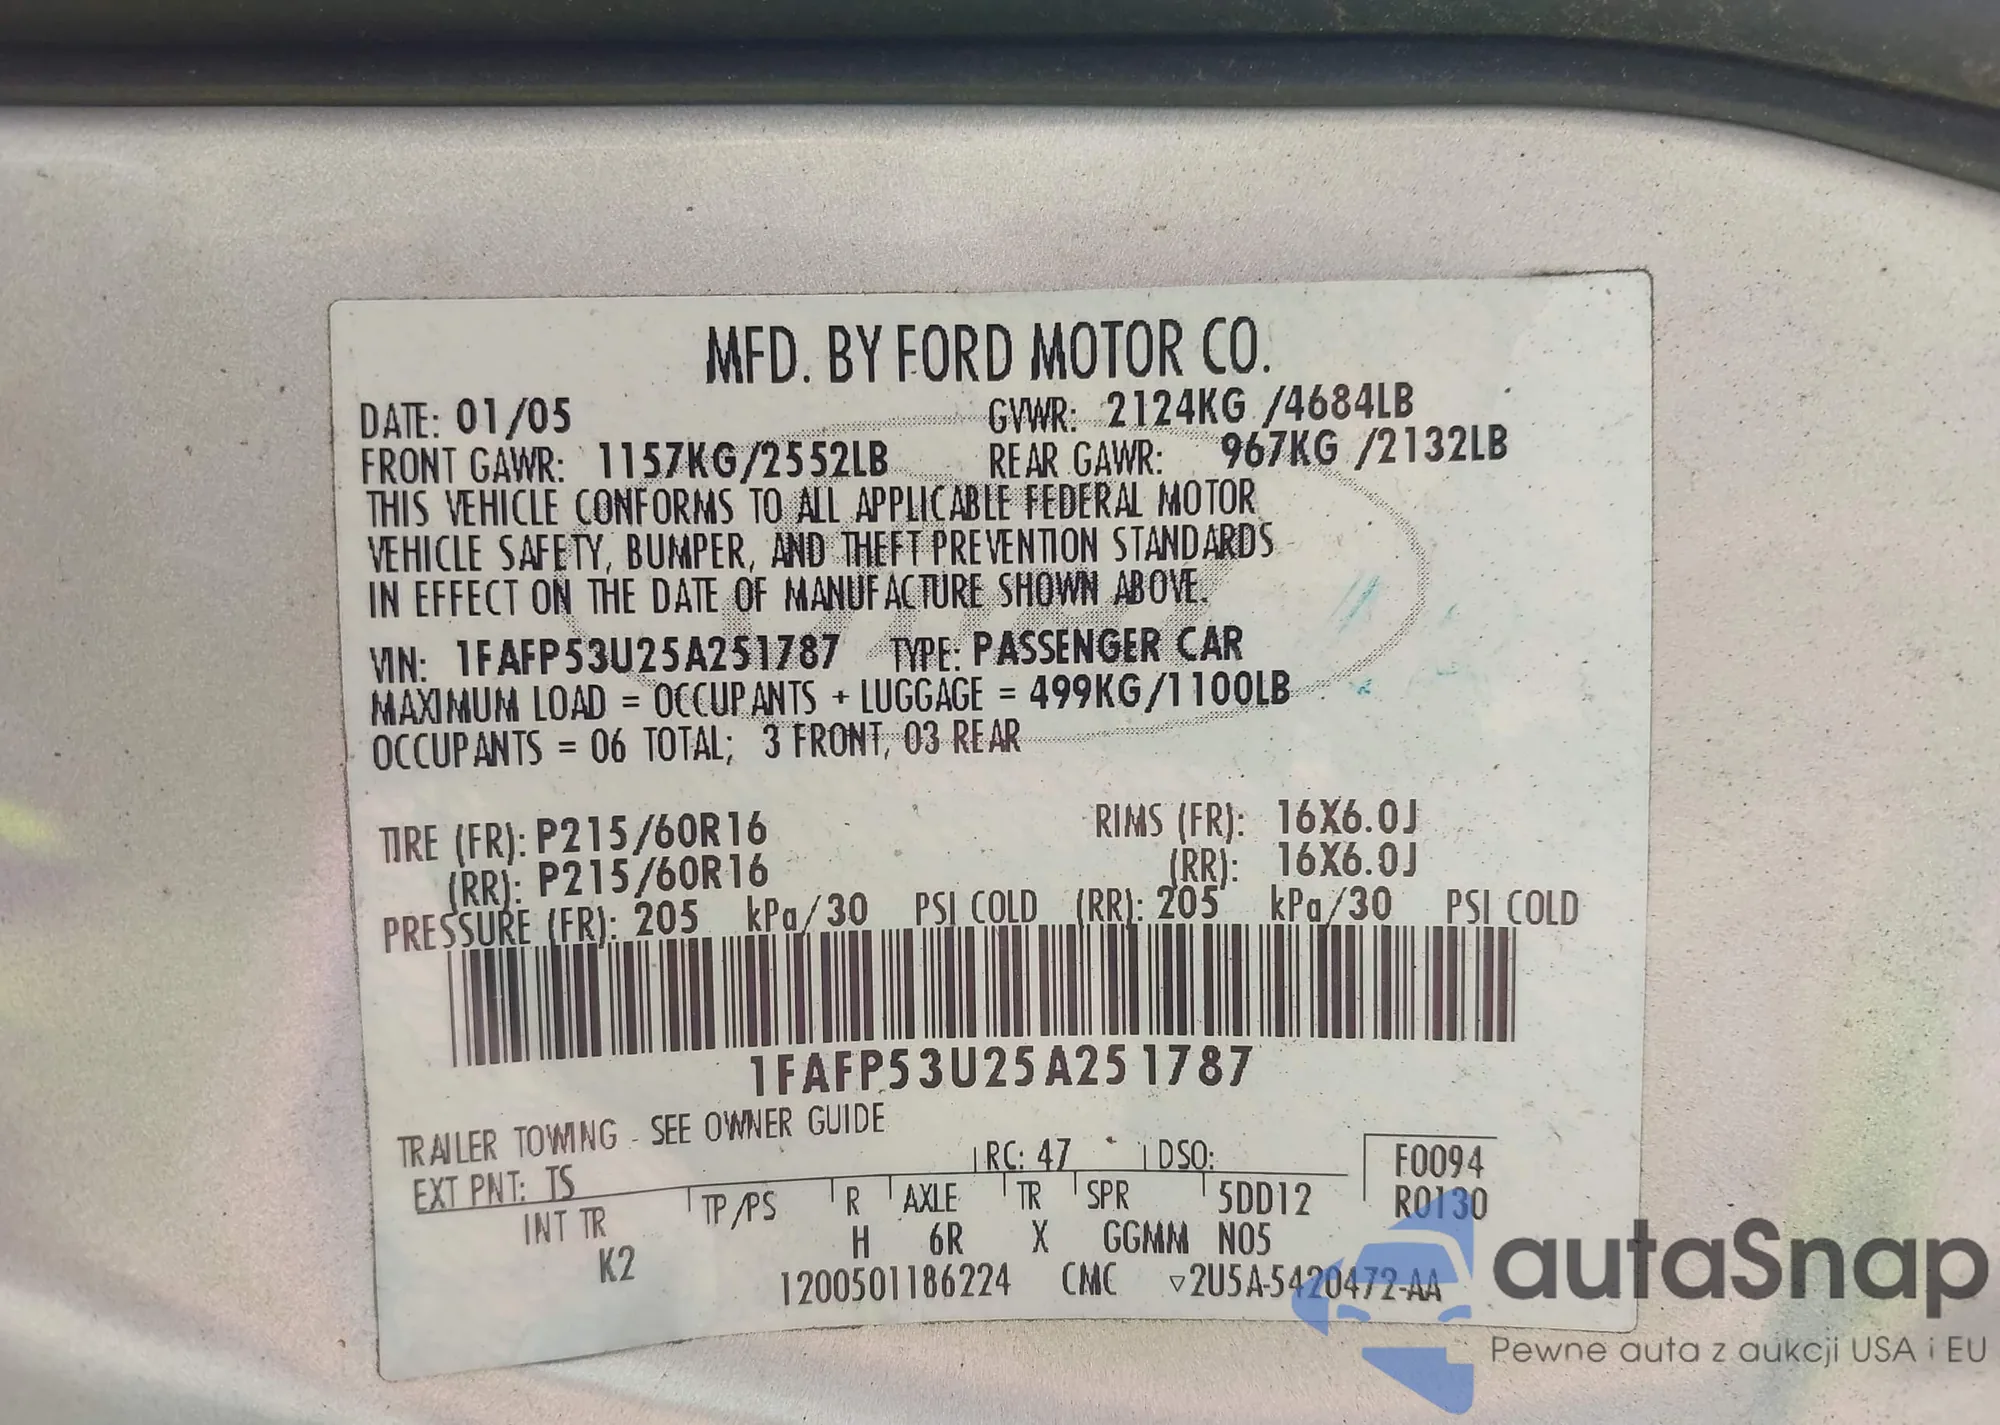 MFD. BY FORD MOTOR CO.
DATE: 01/05 GVWR: 2124KG /4684LB
FRONT GAWR: 1157KG/2552LB REAR GAWR: 967KG /2132LB
THIS VEHICLE CONFORMS TO ALL APPLICABLE FEDERAL MOTOR
VEHICLE SAFETY, BUMPER, AND THEFT PREVENTION STANDARDS
IN EFFECT ON THE DATE OF MANUFACTURE SHOWN ABOVE.
VIN: 1FAFP53U25A251787 TYPE: PASSENGER CAR
MAXIMUM LOAD = OCCUPANTS + LUGGAGE = 499KG/1100LB
OCCUPANTS = 06 TOTAL; 3 FRONT, 03 REAR
TIRE (FR): P215/60R16 RIMS (FR): 16X6.0J
(RR): P215/60R16 (RR): 16X6.0J
PRESSURE (FR): 205 kPa/30 PSI COLD (RR): 205 kPa/30 PSI COLD
1FAFP53U25A251787
TRAILER TOWING - SEE OWNER GUIDE
EXT PNT: TS RC: 47 DSO: F0094
INT TR TP/PS R AXLE TR SPR 5DD12 R0130
K2 H 6R X GGMM N05
1200501186224 CMC ▽2U5A-5420472-AA
autaSnap
Pewne auta z aukcji USA i EU